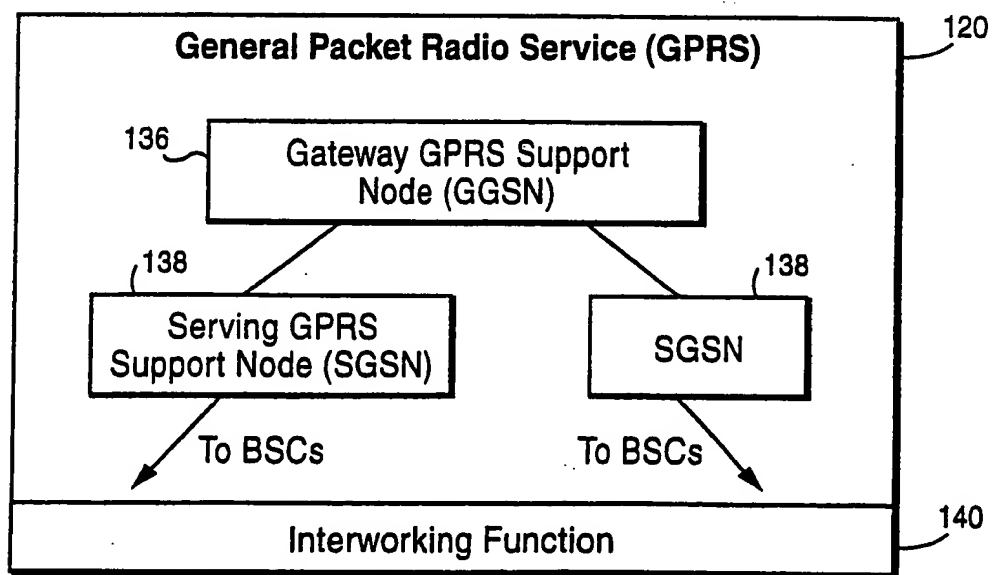 General Packet Radio Service (GPRS)
120
136
Gateway GPRS Support
Node (GGSN)
138
138
Serving GPRS
Support Node (SGSN)
SGSN
To BSCs
To BSCs
Interworking Function
140